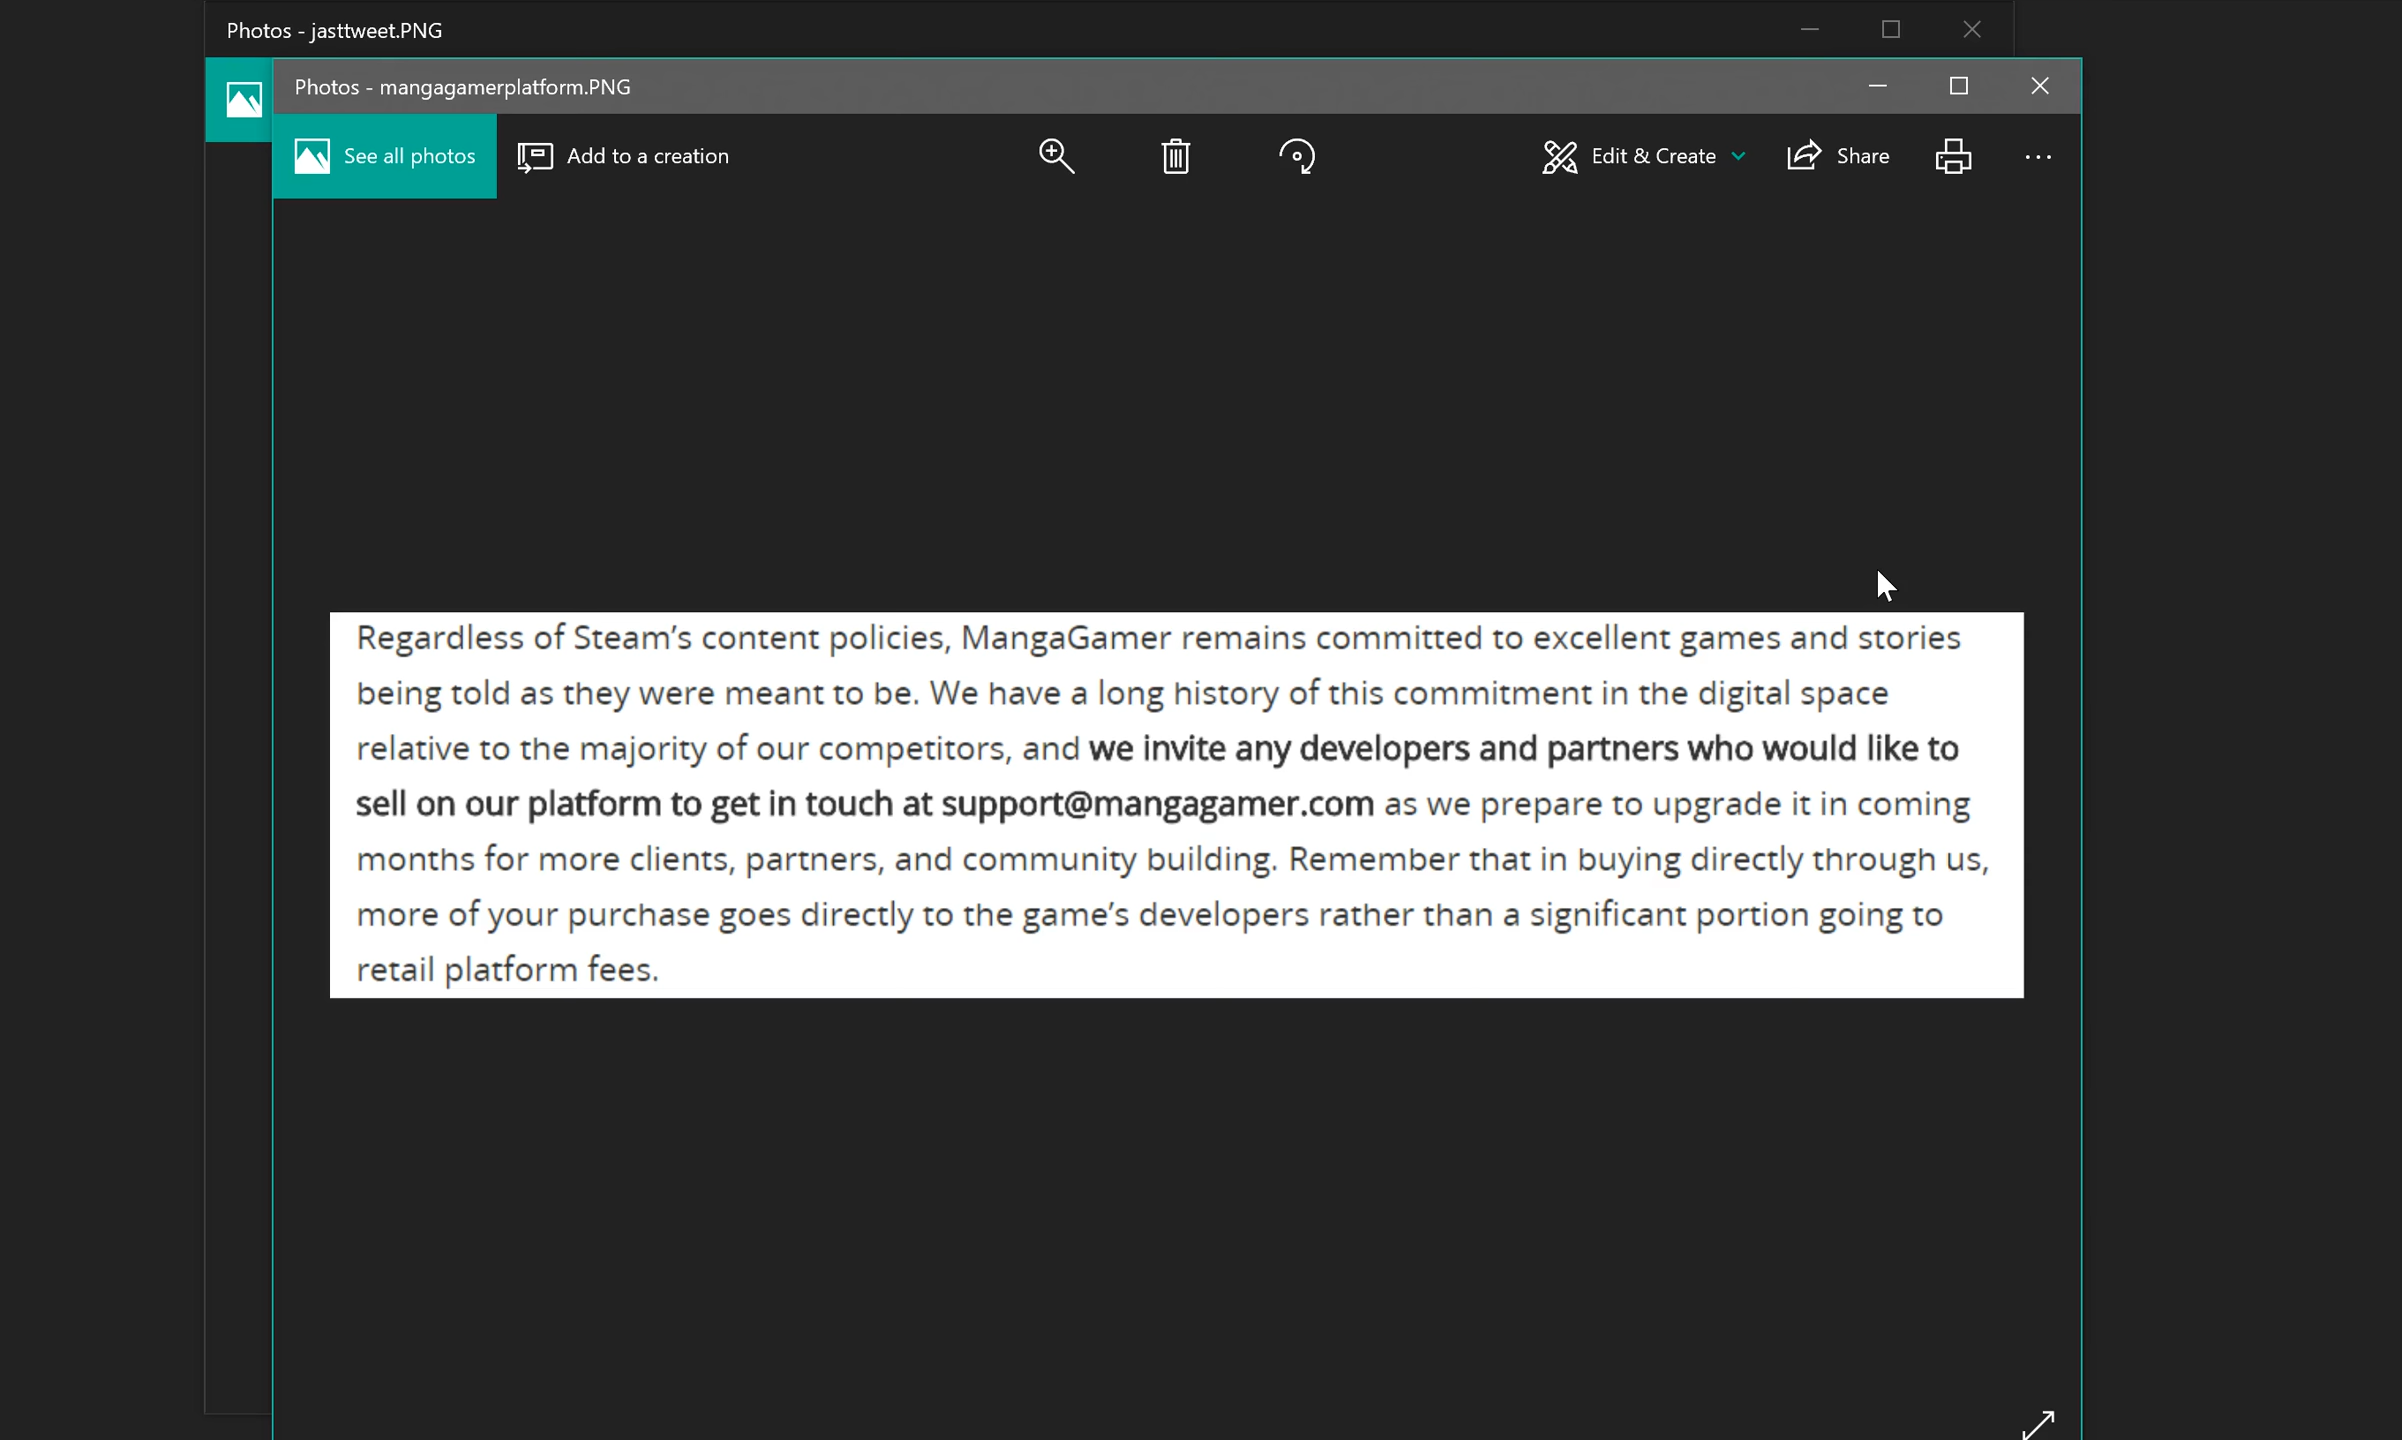 Photos - jasttweet.PNG
Photos - mangagamerplatform.PNG
See all photos
Add to a creation
Edit & Create
Share
Regardless of Steam’s content policies, MangaGamer remains committed to excellent games and stories
being told as they were meant to be. We have a long history of this commitment in the digital space
relative to the majority of our competitors, and we invite any developers and partners who would like to
sell on our platform to get in touch at support@mangagamer.com as we prepare to upgrade it in coming
months for more clients, partners, and community building. Remember that in buying directly through us,
more of your purchase goes directly to the game’s developers rather than a significant portion going to
retail platform fees.